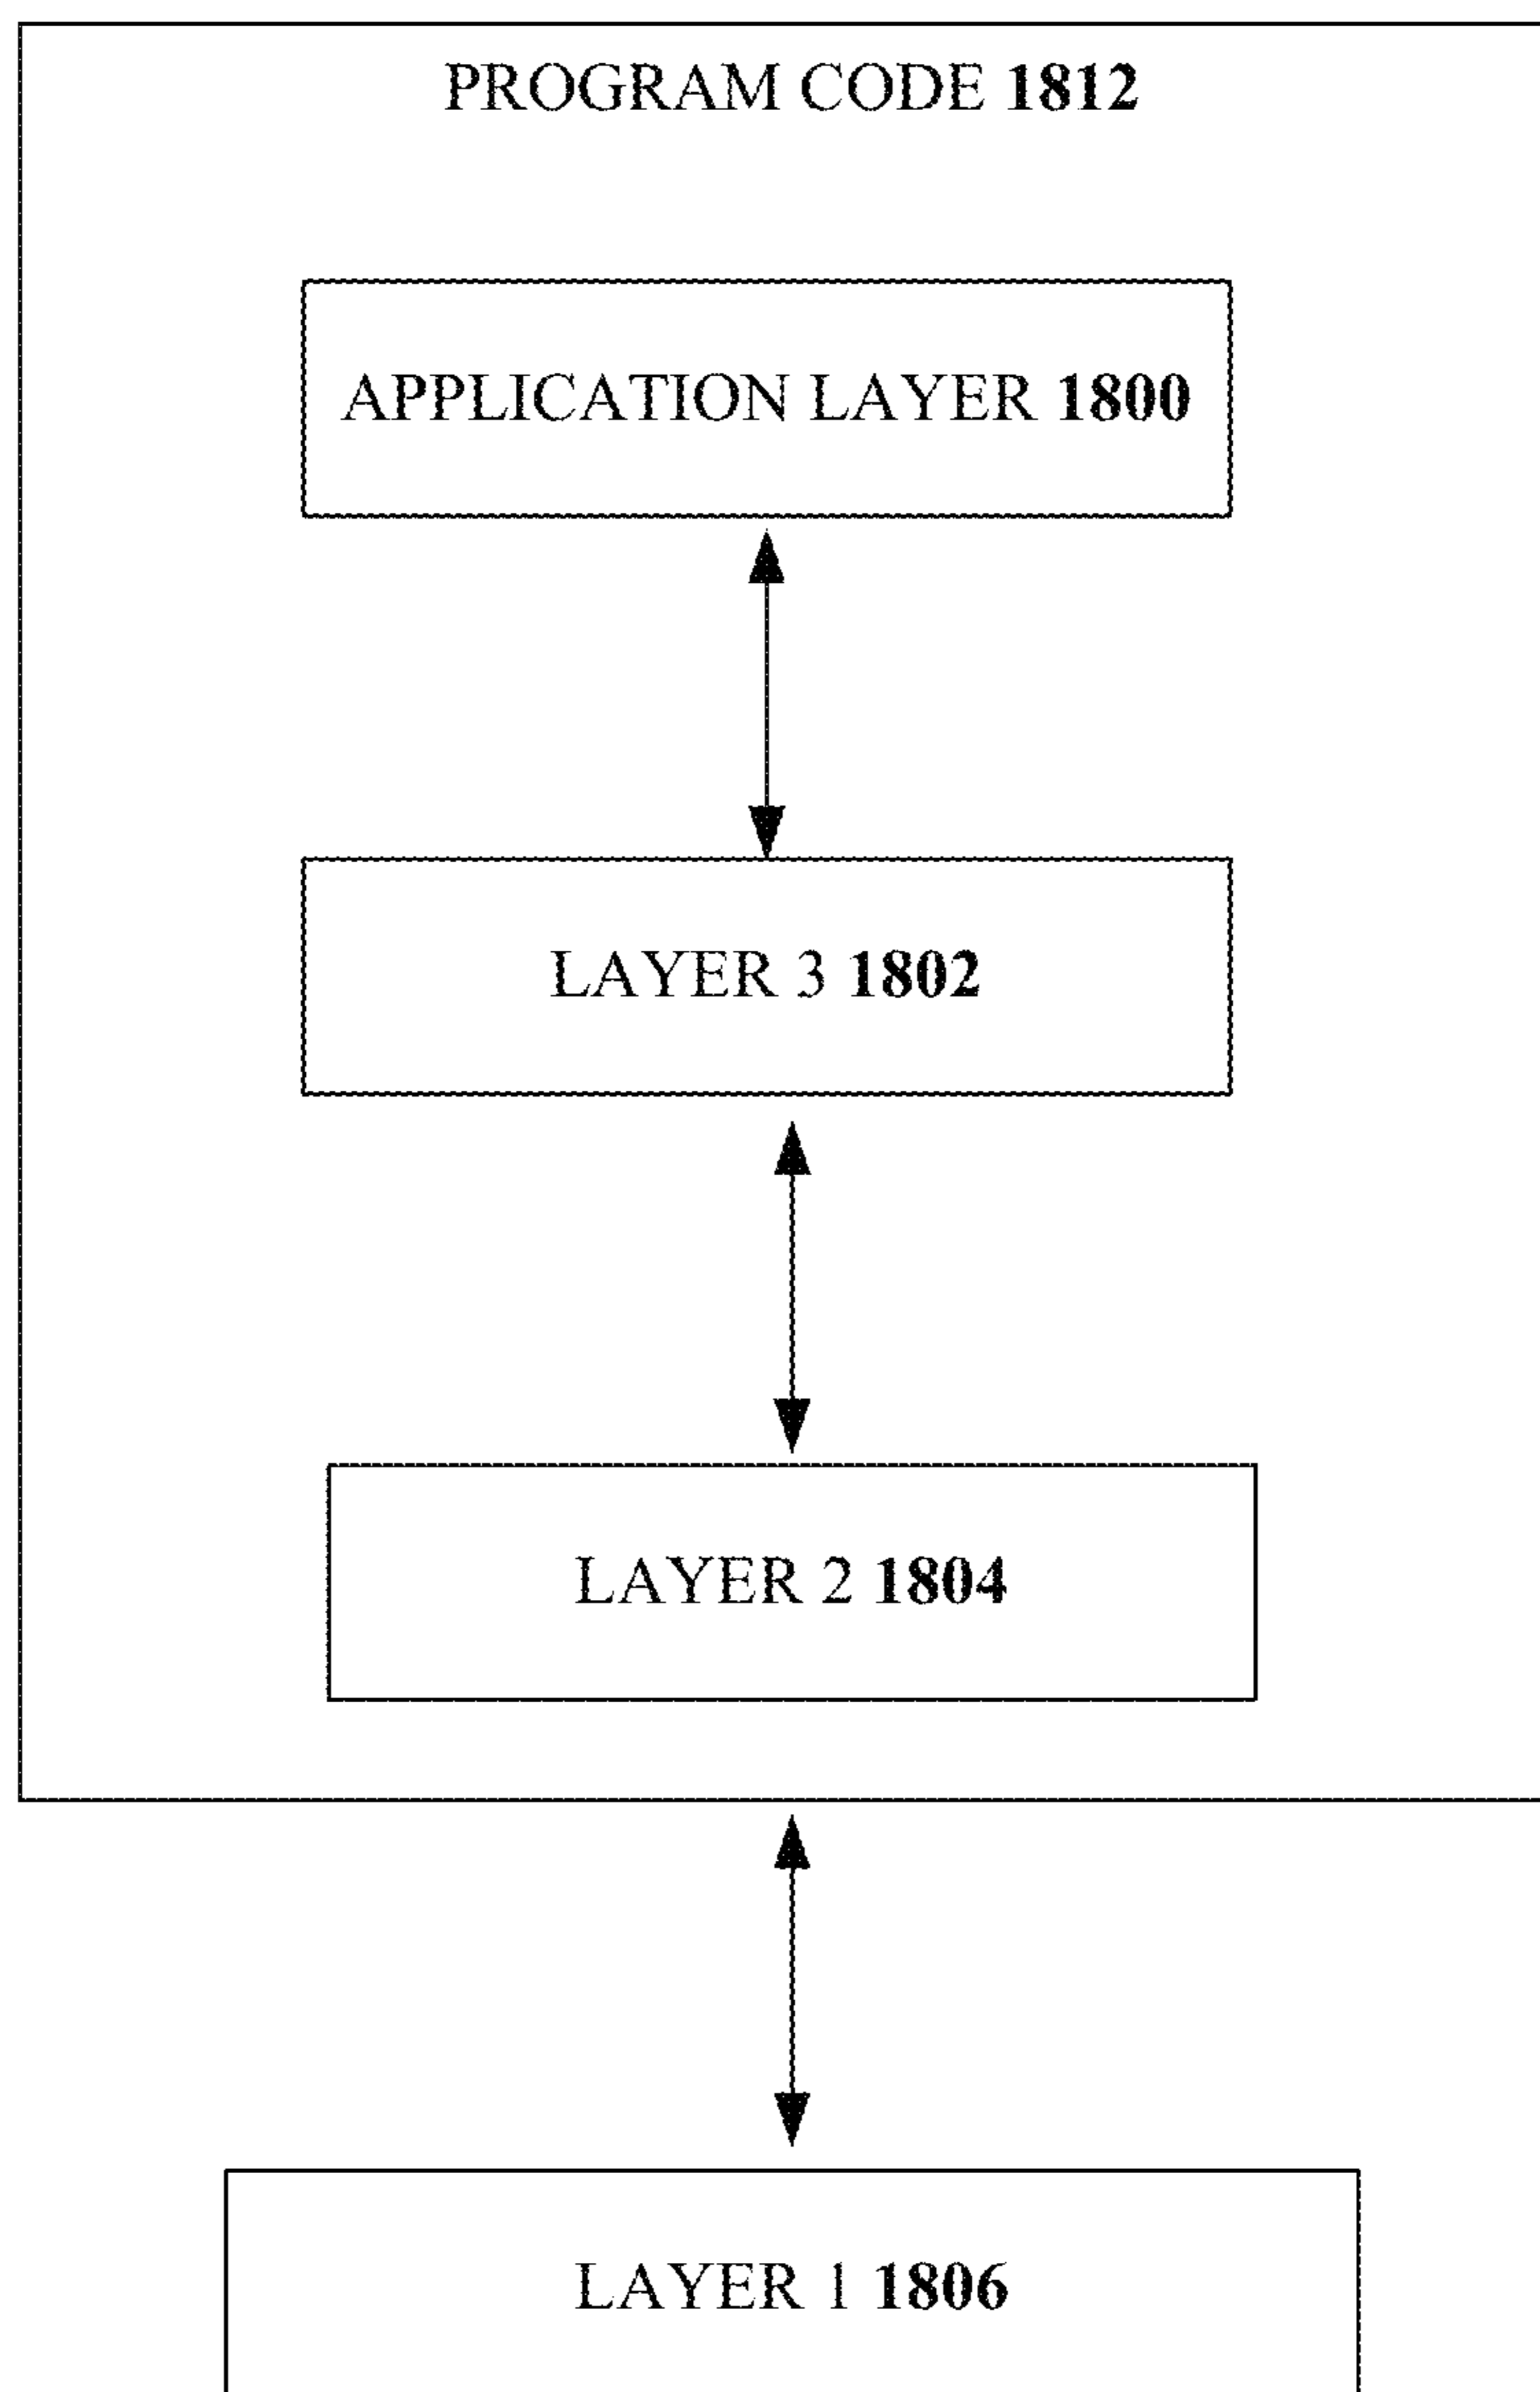 PROGRAM CODE 1812
APPLICATION LAYER 1800
LAYER 3 1802
LAYER 2 1804
LAYER 1 1806